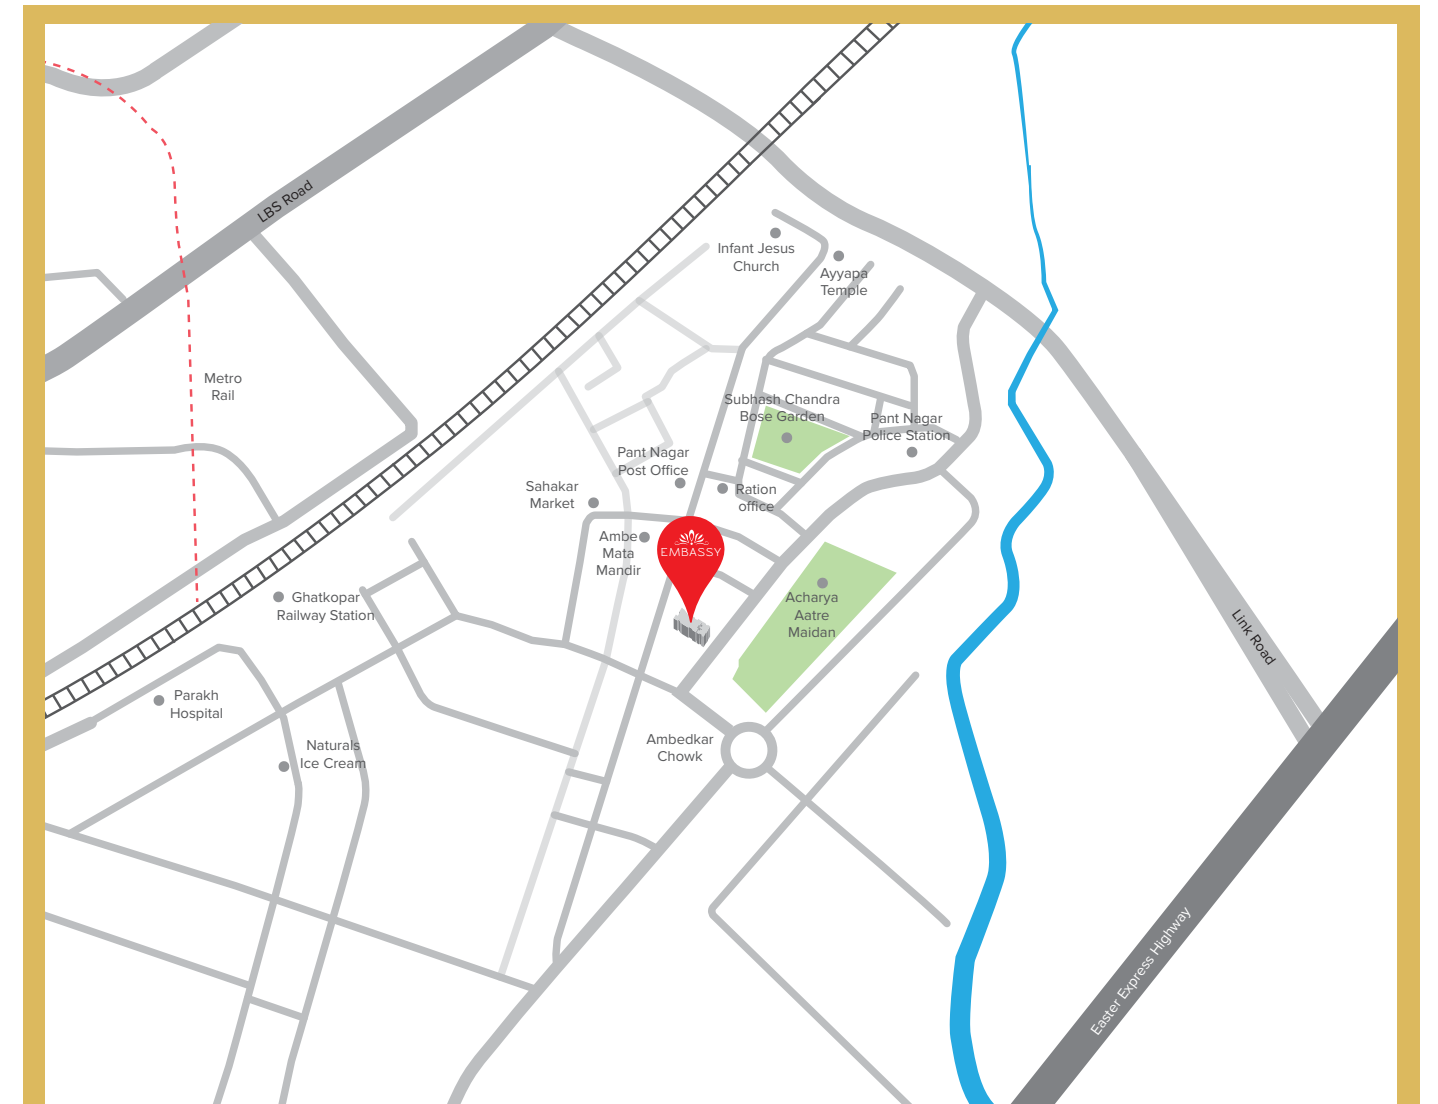 LBS Road
Infant Jesus
Church
Ayyapa
Temple
Metro
Rail
Subhash Chandra
Bose Garden
Pant Nagar
Police Station
Pant Nagar
Post Office
Sahakar
Market
Ration
office
Ambe
Mata
Mandir
EMBASSY
Ghatkopar
Railway Station
Acharya
Aatre
Maidan
Link Road
Parakh
Hospital
Naturals
Ice Cream
Ambedkar
Chowk
Easter Express Highway